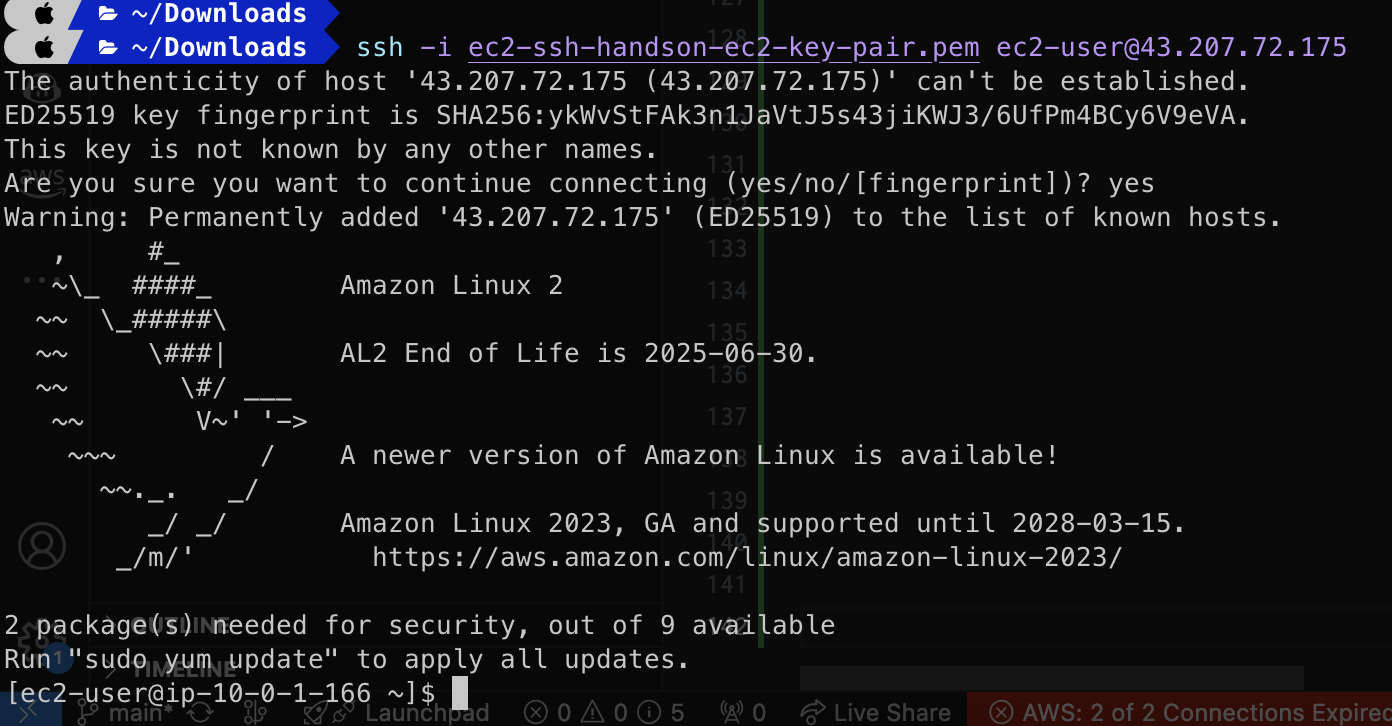 ~/Downloads
~/Downloads ssh -i ec2-ssh-handson-ec2-key-pair.pem ec2-user@43.207.72.175
The authenticity of host '43.207.72.175 (43.207.72.175)' can't be established.
ED25519 key fingerprint is SHA256:ykWvStFAk3n1JaVtJ5s43jiKWJ3/6UfPm4BCy6V9eVA.
This key is not known by any other names.
Are you sure you want to continue connecting (yes/no/[fingerprint])? yes
Warning: Permanently added '43.207.72.175' (ED25519) to the list of known hosts.
   ,     #_
   ~\_  ####_        Amazon Linux 2
  ~~  \_#####\
  ~~     \###|       AL2 End of Life is 2025-06-30.
  ~~       \#/ ___
   ~~       V~' '->
    ~~~         /    A newer version of Amazon Linux is available!
      ~~._.   _/
         _/ _/       Amazon Linux 2023, GA and supported until 2028-03-15.
       _/m/'           https://aws.amazon.com/linux/amazon-linux-2023/
2 package(s) needed for security, out of 9 available
Run "sudo yum update" to apply all updates.
[ec2-user@ip-10-0-1-166 ~]$
aws
127
128
130
131
132
133
134
135
136
137
138
139
140
141
142
OUTLINE
1
TIMELINE
main* Launchpad 0 0 5 0 Live Share AWS: 2 of 2 Connections Expired